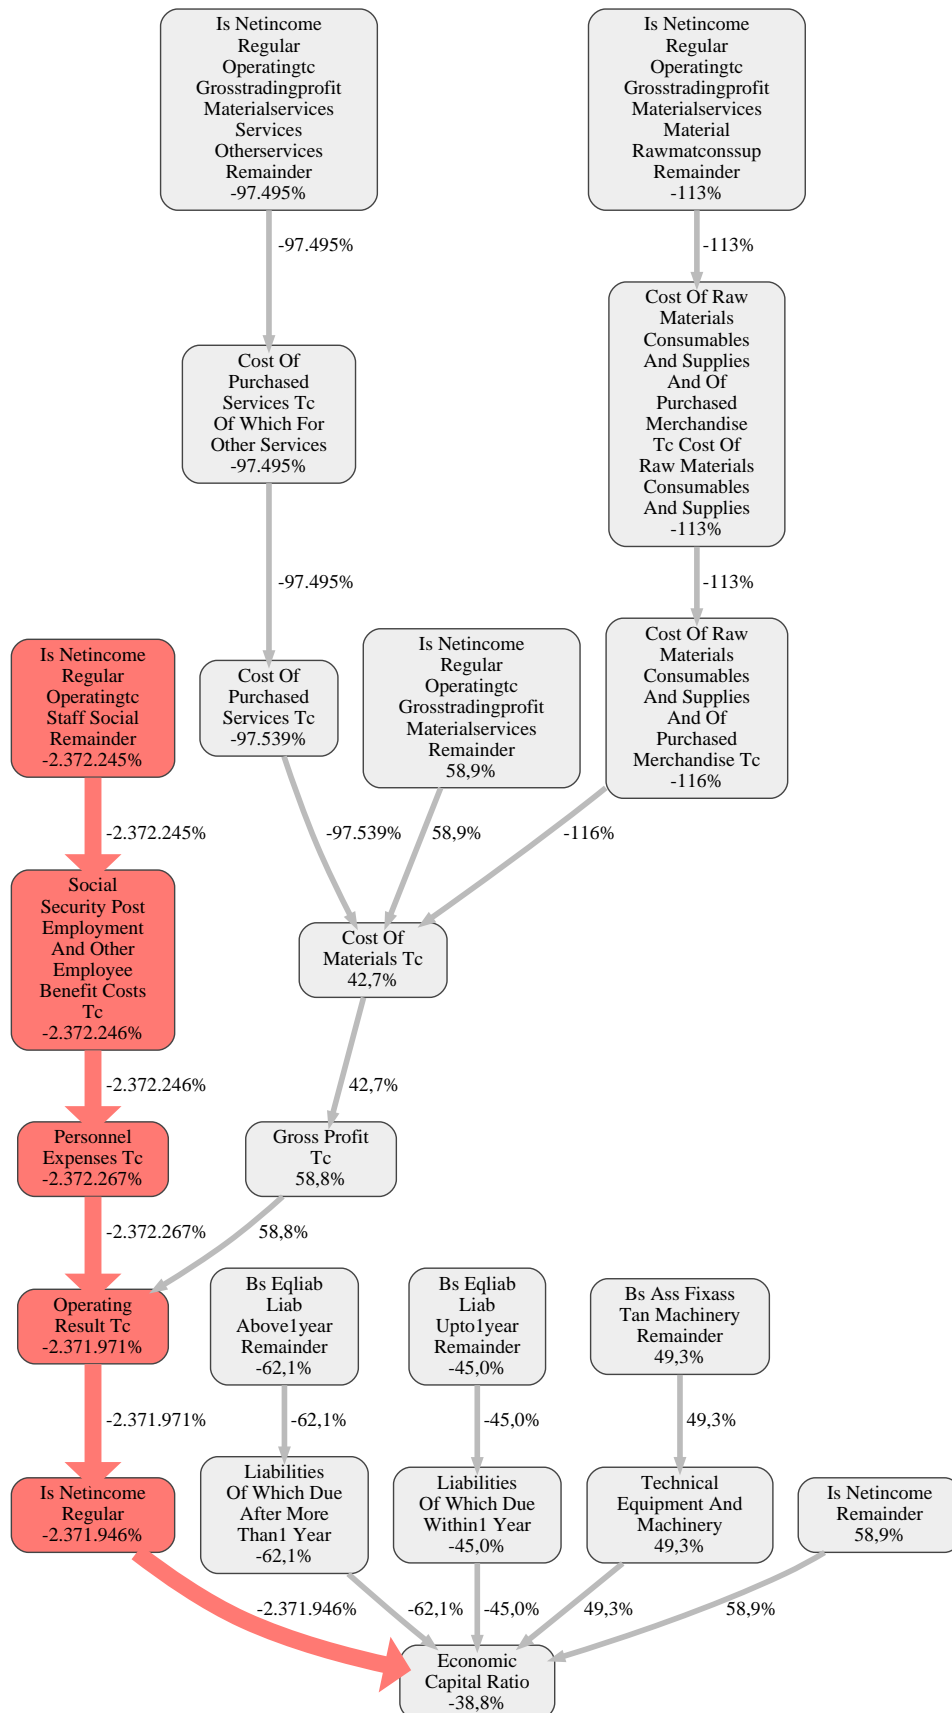 Is Netincome
Regular
Operatingtc
Grosstradingprofit
Materialservices
Services
Otherservices
Remainder
-97.495%
Is Netincome
Regular
Operatingtc
Grosstradingprofit
Materialservices
Material
Rawmatconssup
Remainder
-113%
-97.495%
-113%
Cost Of
Purchased
Services Tc
Of Which For
Other Services
-97.495%
Cost Of Raw
Materials
Consumables
And Supplies
And Of
Purchased
Merchandise
Tc Cost Of
Raw Materials
Consumables
And Supplies
-113%
-97.495%
-113%
Is Netincome
Regular
Operatingtc
Staff Social
Remainder
-2.372.245%
Cost Of
Purchased
Services Tc
-97.539%
Is Netincome
Regular
Operatingtc
Grosstradingprofit
Materialservices
Remainder
58,9%
Cost Of Raw
Materials
Consumables
And Supplies
And Of
Purchased
Merchandise Tc
-116%
-2.372.245%
-97.539%
58,9%
-116%
Social
Security Post
Employment
And Other
Employee
Benefit Costs
Tc
-2.372.246%
Cost Of
Materials Tc
42,7%
-2.372.246%
42,7%
Personnel
Expenses Tc
-2.372.267%
Gross Profit
Tc
58,8%
-2.372.267%
58,8%
Operating
Result Tc
-2.371.971%
Bs Eqliab
Liab
Above1year
Remainder
-62,1%
Bs Eqliab
Liab
Upto1year
Remainder
-45,0%
Bs Ass Fixass
Tan Machinery
Remainder
49,3%
-2.371.971%
-62,1%
-45,0%
49,3%
Is Netincome
Regular
-2.371.946%
Liabilities
Of Which Due
After More
Than1 Year
-62,1%
Liabilities
Of Which Due
Within1 Year
-45,0%
Technical
Equipment And
Machinery
49,3%
Is Netincome
Remainder
58,9%
-2.371.946%
-62,1%
-45,0%
49,3%
58,9%
Economic
Capital Ratio
-38,8%